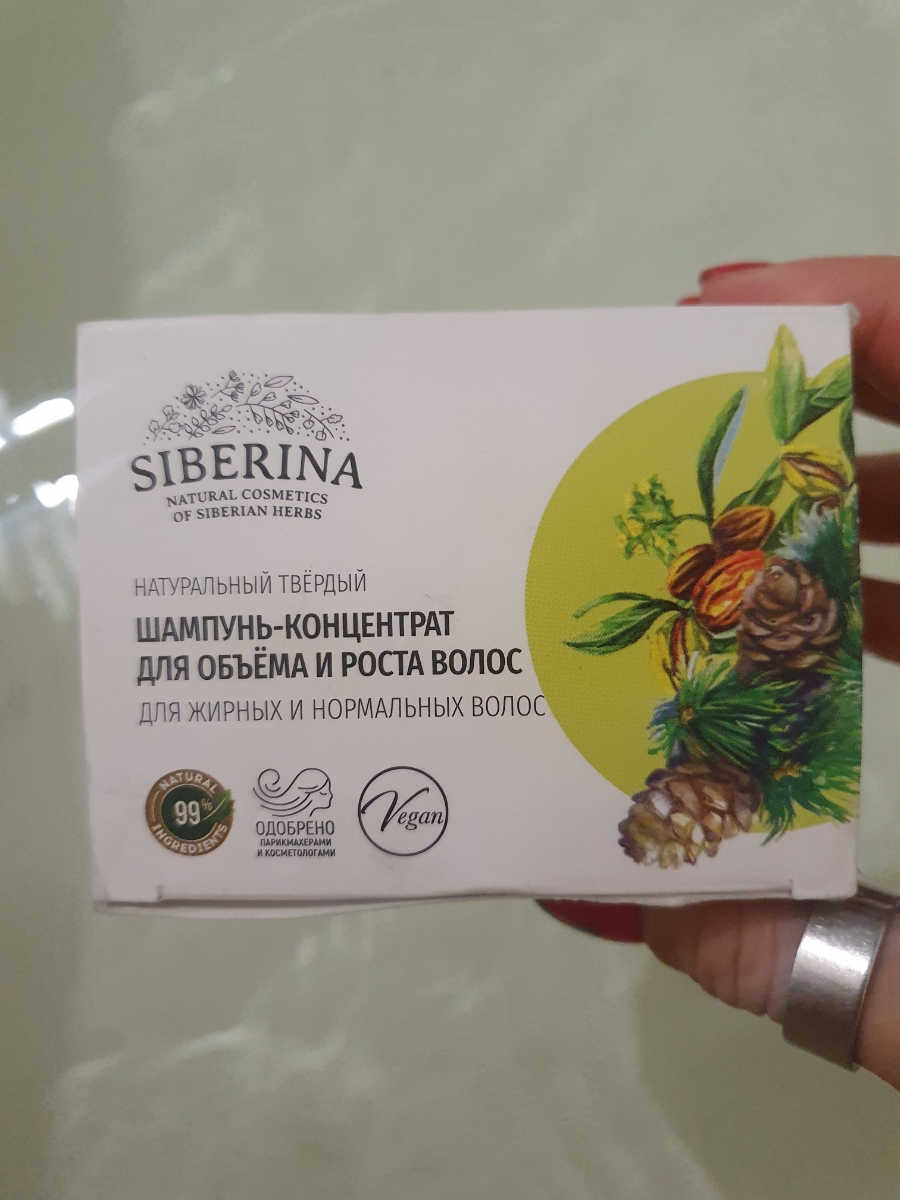 SIBERINA
NATURAL COSMETICS
OF SIBERIAN HERBS
НАТУРАЛЬНЫЙ ТВЁРДЫЙ
ШАМПУНЬ-КОНЦЕНТРАТ
ДЛЯ ОБЪЁМА И РОСТА ВОЛОС
ДЛЯ ЖИРНЫХ И НОРМАЛЬНЫХ ВОЛОС
NATURAL
99%
INGREDIENTS
ОДОБРЕНО
ПАРИКМАХЕРАМИ
И КОСМЕТОЛОГАМИ
Vegan